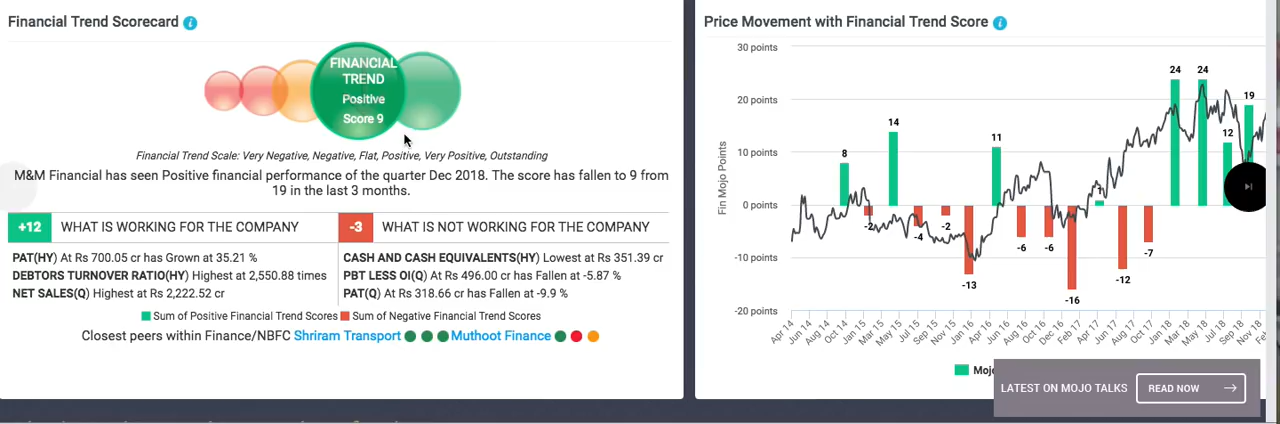 Financial Trend Scorecard
FINANCIAL
TREND
Positive
Score 9
Financial Trend Scale: Very Negative, Negative, Flat, Positive, Very Positive, Outstanding
M&M Financial has seen Positive financial performance of the quarter Dec 2018. The score has fallen to 9 from
19 in the last 3 months.
+12 WHAT IS WORKING FOR THE COMPANY
PAT(HY) At Rs 700.05 cr has Grown at 35.21 %
DEBTORS TURNOVER RATIO(HY) Highest at 2,550.88 times
NET SALES(Q) Highest at Rs 2,222.52 cr
-3 WHAT IS NOT WORKING FOR THE COMPANY
CASH AND CASH EQUIVALENTS(HY) Lowest at Rs 351.39 cr
PBT LESS OI(Q) At Rs 496.00 cr has Fallen at -5.87 %
PAT(Q) At Rs 318.66 cr has Fallen at -9.9 %
Sum of Positive Financial Trend Scores Sum of Negative Financial Trend Scores
Closest peers within Finance/NBFC Shriram Transport Muthoot Finance
Price Movement with Financial Trend Score
Fin Mojo Points
30 points
20 points
10 points
0 points
-10 points
-20 points
8
-2
14
-4
-2
-13
11
-6
-6
-16
1
-12
-7
24
24
12
19
Apr 14
Jun 14
Aug 14
Oct 14
Jan 15
Mar 15
May 15
Jul 15
Sep 15
Nov 15
Jan 16
Apr 16
Jun 16
Aug 16
Oct 16
Dec 16
Feb 17
Apr 17
Jun 17
Aug 17
Oct 17
Jan 18
Mar 18
May 18
Jul 18
Sep 18
Nov 18
LATEST ON MOJO TALKS
READ NOW